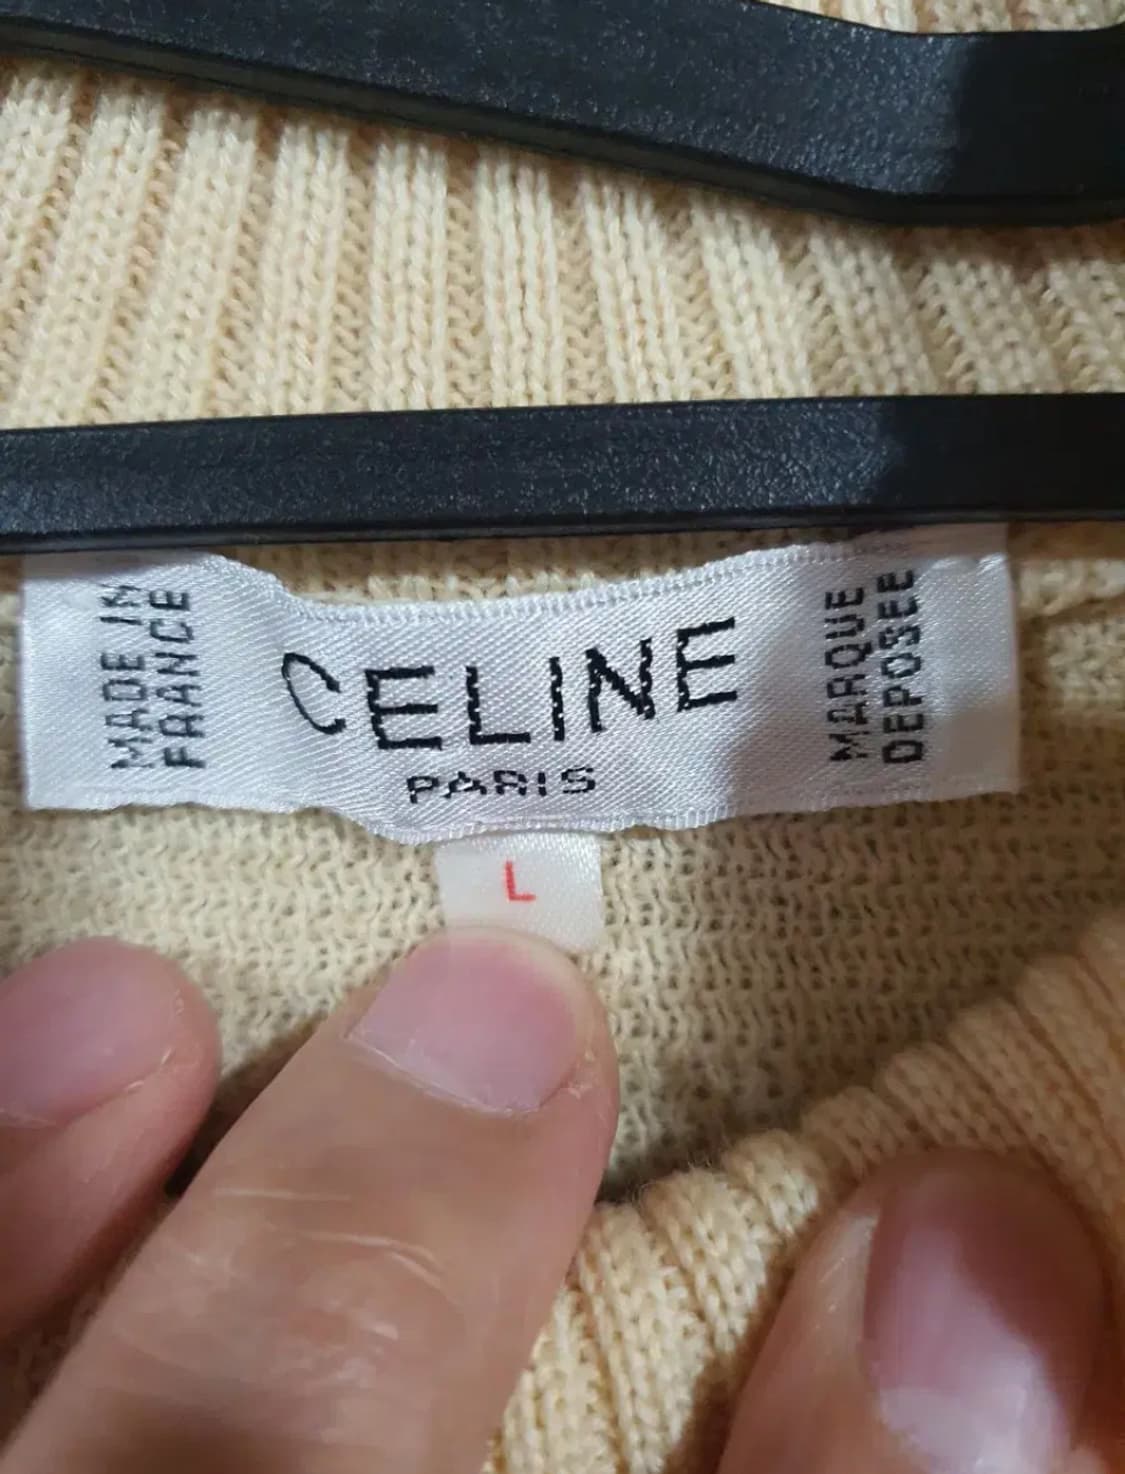 MADE IN
FRANCE
CELINE
PARIS
MARQUE
DEPOSEE
L